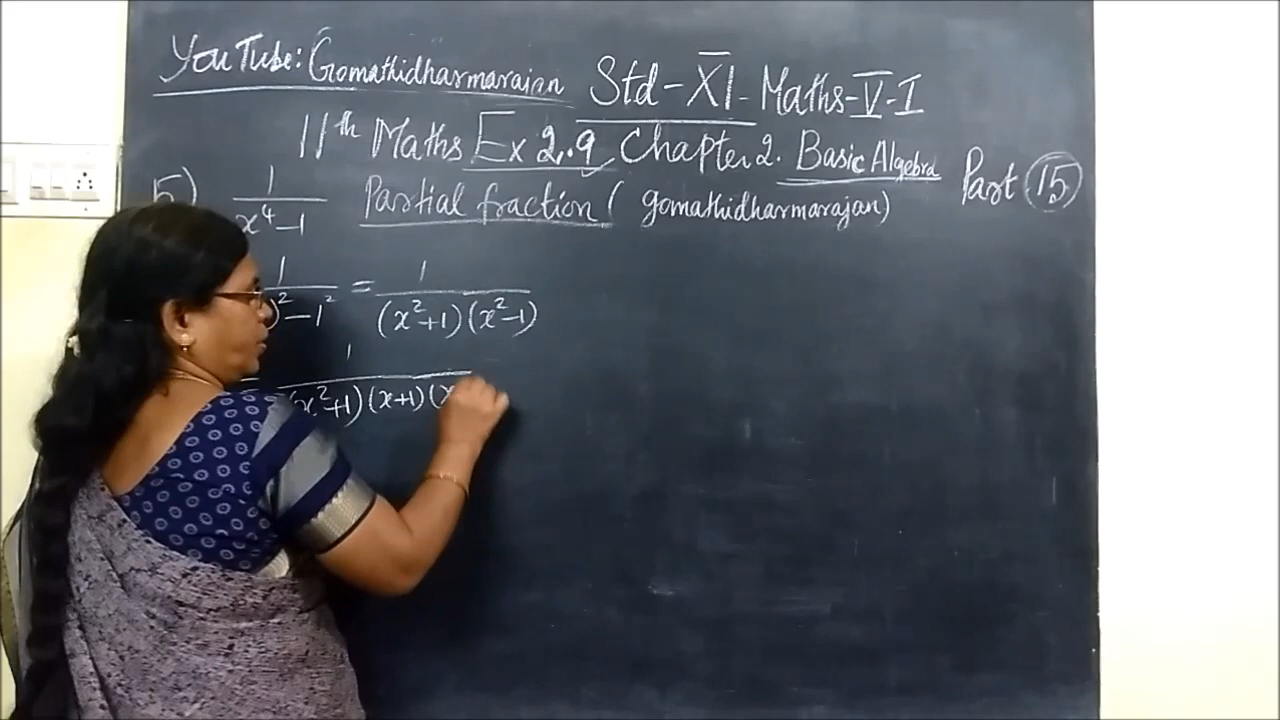 YouTube: Gomathidharmarajan Std-XI-Maths-V-I
11th Maths Ex 2.9 Chapter 2. Basic Algebra Part 15
5) 1/(x⁴-1) Partial fraction (gomathidharmarajan)
1/( )²-1² = 1/((x²+1)(x²-1))
= 1/((x²+1)(x+1)(x